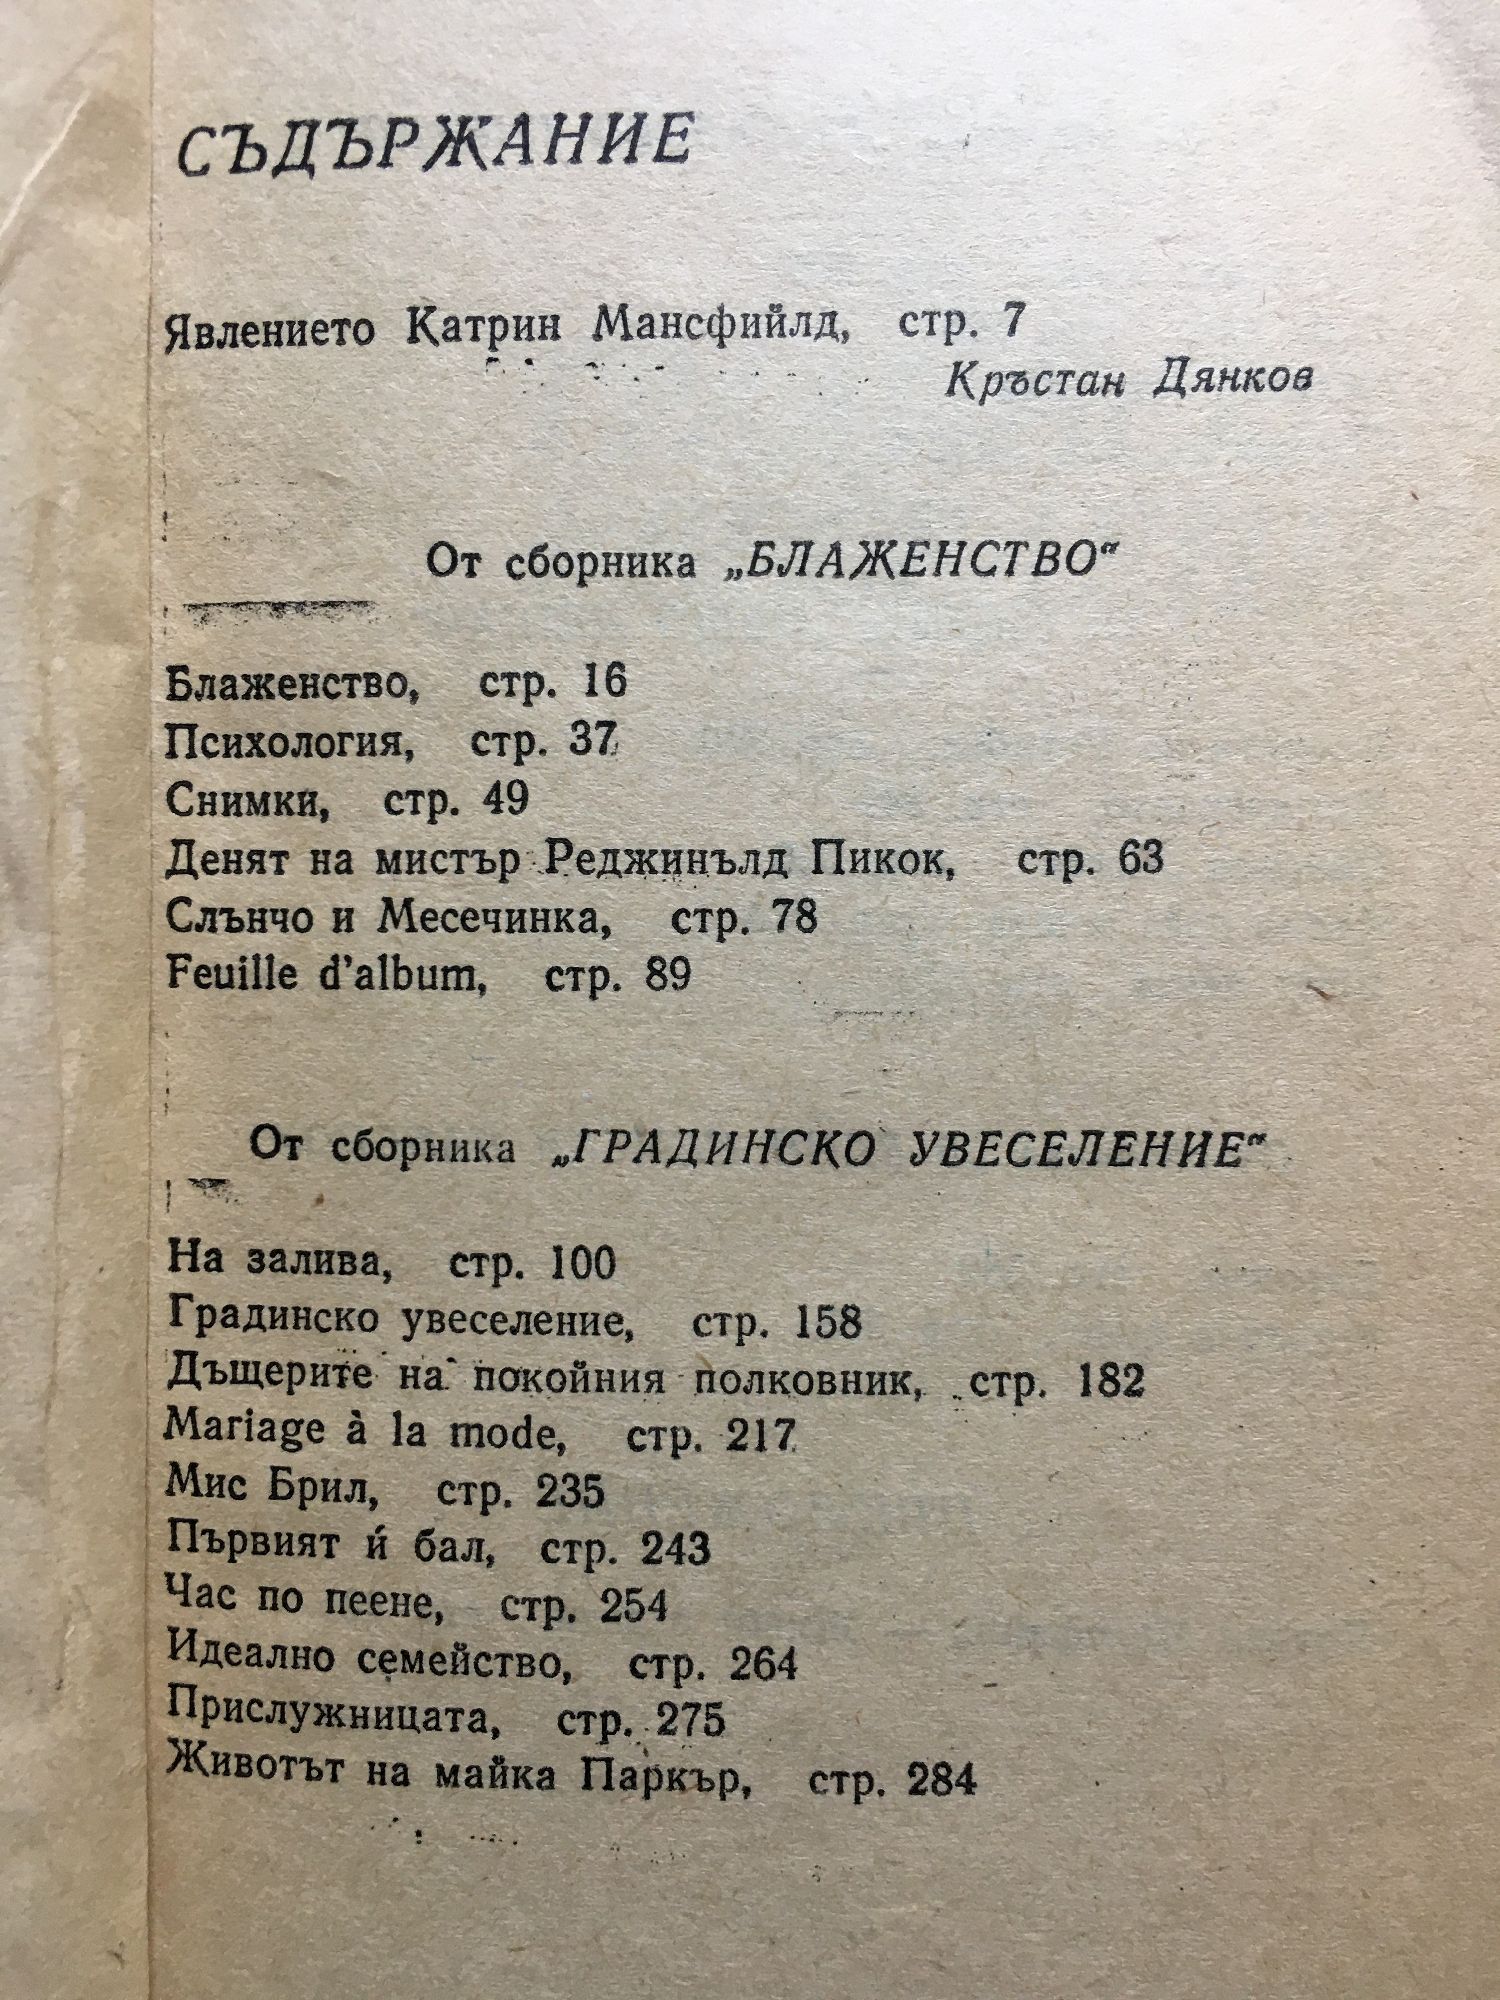 СЪДЪРЖАНИЕ
Явлението Катрин Мансфийлд, стр. 7
Кръстан Дянков
От сборника „БЛАЖЕНСТВО“
Блаженство, стр. 16
Психология, стр. 37
Снимки, стр. 49
Денят на мистър Реджинълд Пикок, стр. 63
Слънчо и Месечинка, стр. 78
Feuille d'album, стр. 89
От сборника „ГРАДИНСКО УВЕСЕЛЕНИЕ“
На залива, стр. 100
Градинско увеселение, стр. 158
Дъщерите на покойния полковник, стр. 182
Mariage à la mode, стр. 217
Мис Брил, стр. 235
Първият ѝ бал, стр. 243
Час по пеене, стр. 254
Идеално семейство, стр. 264
Прислужницата, стр. 275
Животът на майка Паркър, стр. 284